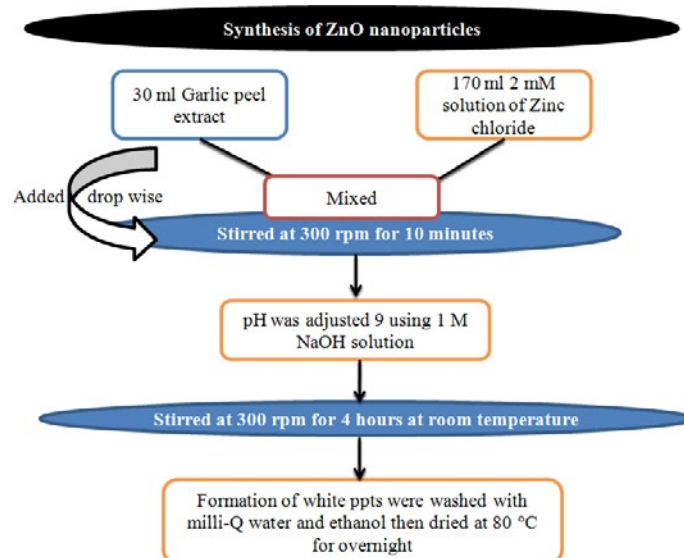 Synthesis of ZnO nanoparticles
30 ml Garlic peel
extract
170 ml 2 mM
solution of Zinc
chloride
Added drop wise
Mixed
Stirred at 300 rpm for 10 minutes
pH was adjusted 9 using 1 M
NaOH solution
Stirred at 300 rpm for 4 hours at room temperature
Formation of white ppts were washed with
milli-Q water and ethanol then dried at 80 °C
for overnight